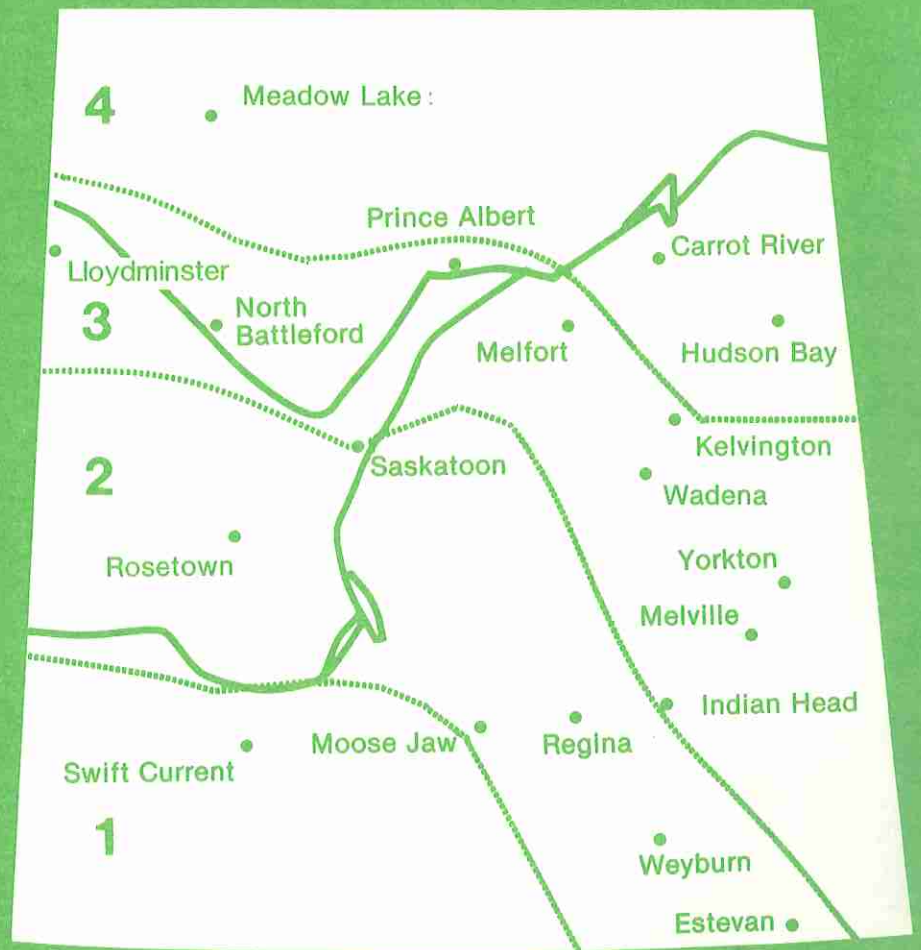 4
Meadow Lake :
Prince Albert
Carrot River
Lloydminster
3
North
Battleford
Melfort
Hudson Bay
Kelvington
2
Saskatoon
Wadena
Rosetown
Yorkton
Melville
Indian Head
Swift Current
Moose Jaw
Regina
1
Weyburn
Estevan